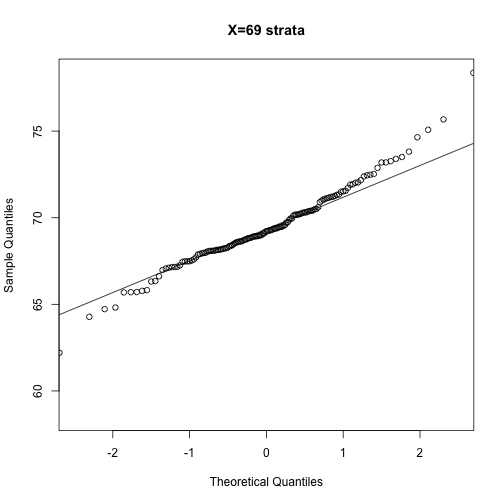 X=69 strata
Sample Quantiles
75
70
65
60
-2 -1 0 1 2
Theoretical Quantiles